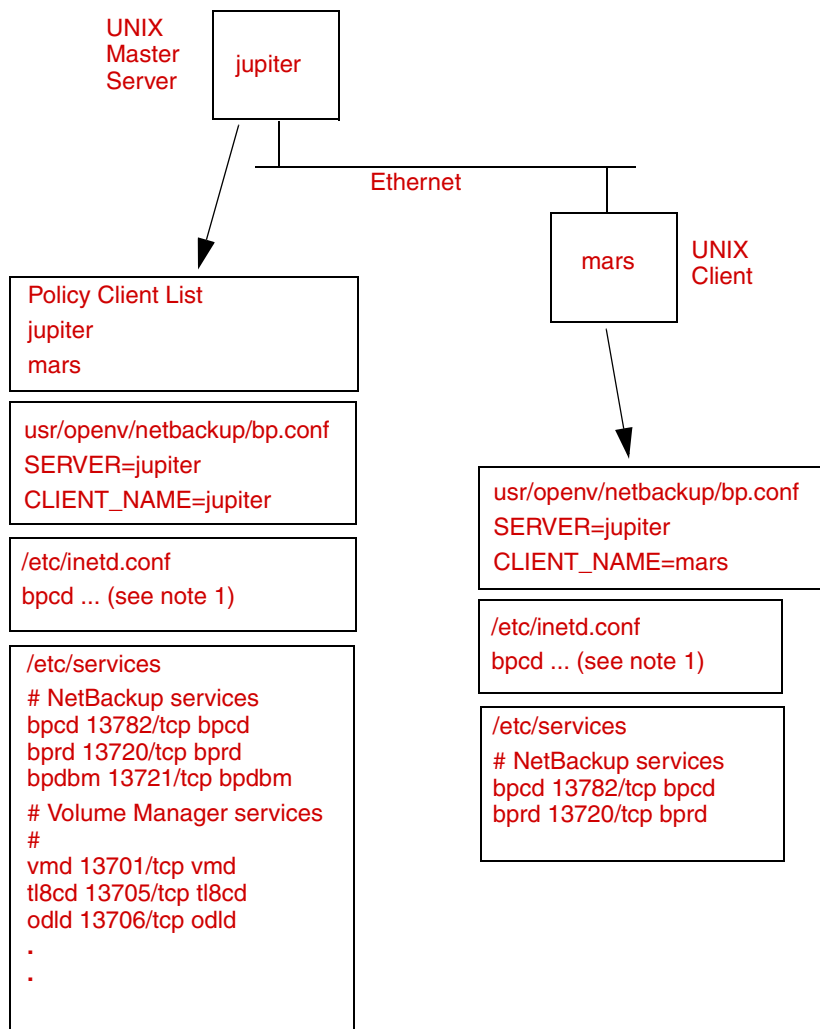 UNIX
Master
Server
jupiter
Ethernet
mars
UNIX
Client
Policy Client List
jupiter
mars
usr/openv/netbackup/bp.conf
SERVER=jupiter
CLIENT_NAME=jupiter
/etc/inetd.conf
bpcd ... (see note 1)
/etc/services
# NetBackup services
bpcd 13782/tcp bpcd
bprd 13720/tcp bprd
bpdbm 13721/tcp bpdbm
# Volume Manager services
#
vmd 13701/tcp vmd
tl8cd 13705/tcp tl8cd
odld 13706/tcp odld
.
.
usr/openv/netbackup/bp.conf
SERVER=jupiter
CLIENT_NAME=mars
/etc/inetd.conf
bpcd ... (see note 1)
/etc/services
# NetBackup services
bpcd 13782/tcp bpcd
bprd 13720/tcp bprd